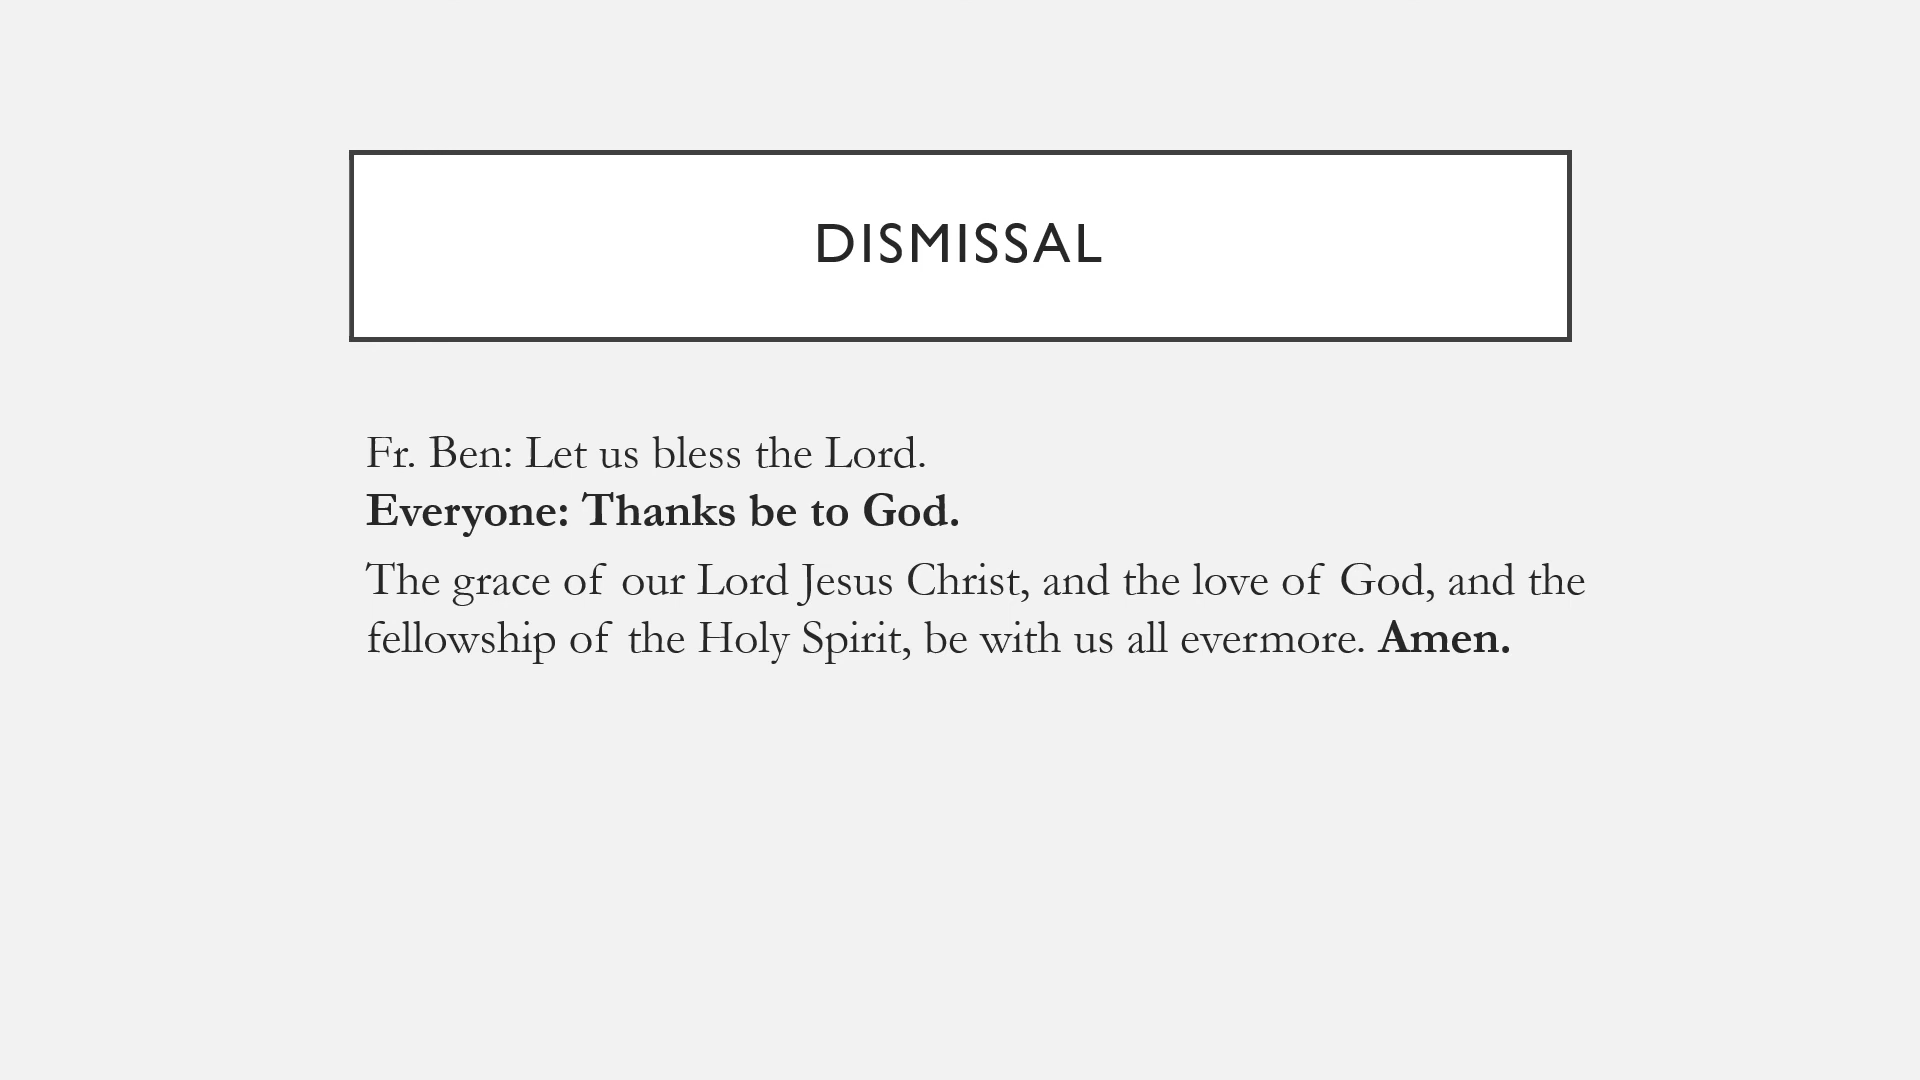 DISMISSAL
Fr. Ben: Let us bless the Lord.
Everyone: Thanks be to God.
The grace of our Lord Jesus Christ, and the love of God, and the
fellowship of the Holy Spirit, be with us all evermore. Amen.